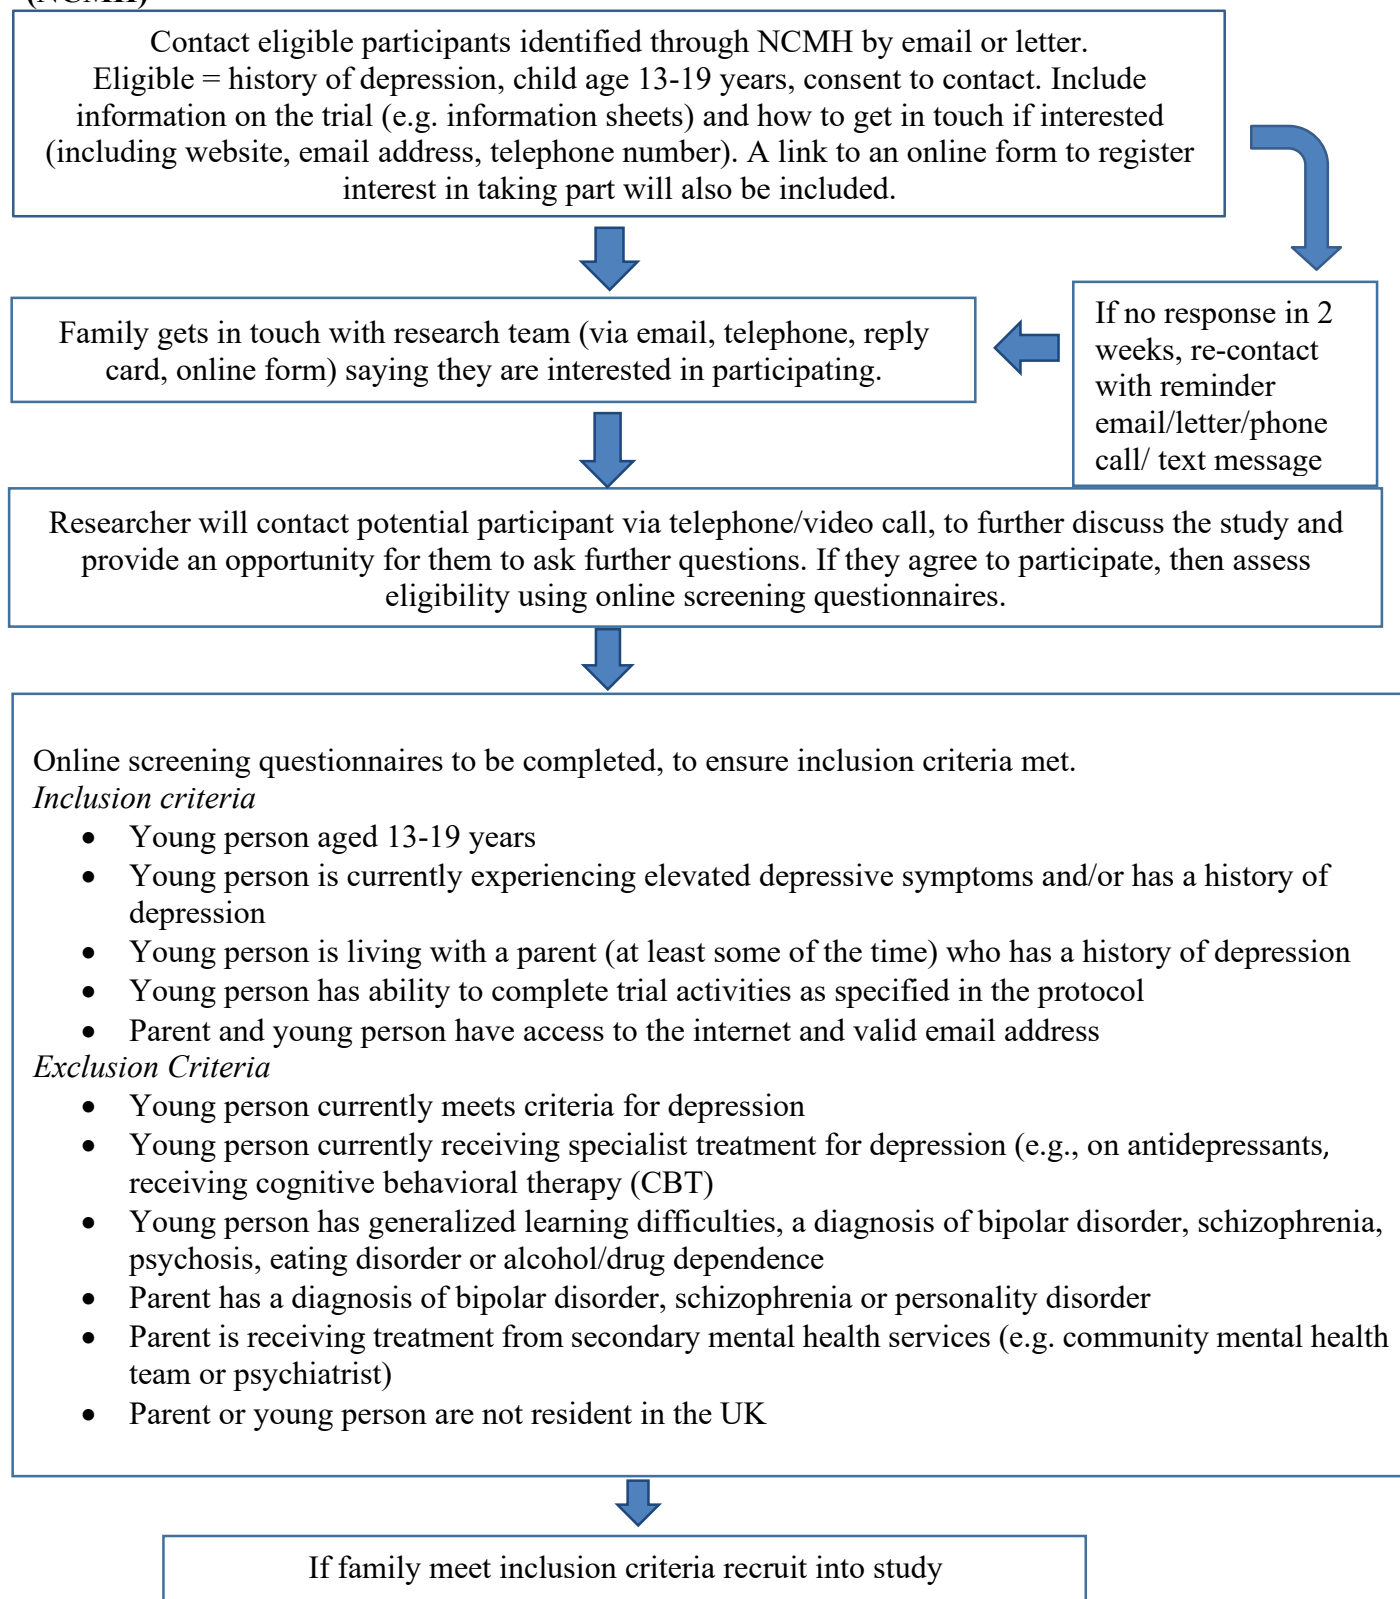 (NCMH)
Contact eligible participants identified through NCMH by email or letter.
Eligible = history of depression, child age 13-19 years, consent to contact. Include
information on the trial (e.g. information sheets) and how to get in touch if interested
(including website, email address, telephone number). A link to an online form to register
interest in taking part will also be included.
Family gets in touch with research team (via email, telephone, reply
card, online form) saying they are interested in participating.
If no response in 2
weeks, re-contact
with reminder
email/letter/phone
call/ text message
Researcher will contact potential participant via telephone/video call, to further discuss the study and
provide an opportunity for them to ask further questions. If they agree to participate, then assess
eligibility using online screening questionnaires.
Online screening questionnaires to be completed, to ensure inclusion criteria met.
Inclusion criteria
• Young person aged 13-19 years
• Young person is currently experiencing elevated depressive symptoms and/or has a history of
depression
• Young person is living with a parent (at least some of the time) who has a history of depression
• Young person has ability to complete trial activities as specified in the protocol
• Parent and young person have access to the internet and valid email address
Exclusion Criteria
• Young person currently meets criteria for depression
• Young person currently receiving specialist treatment for depression (e.g., on antidepressants,
receiving cognitive behavioral therapy (CBT)
• Young person has generalized learning difficulties, a diagnosis of bipolar disorder, schizophrenia,
psychosis, eating disorder or alcohol/drug dependence
• Parent has a diagnosis of bipolar disorder, schizophrenia or personality disorder
• Parent is receiving treatment from secondary mental health services (e.g. community mental health
team or psychiatrist)
• Parent or young person are not resident in the UK
If family meet inclusion criteria recruit into study